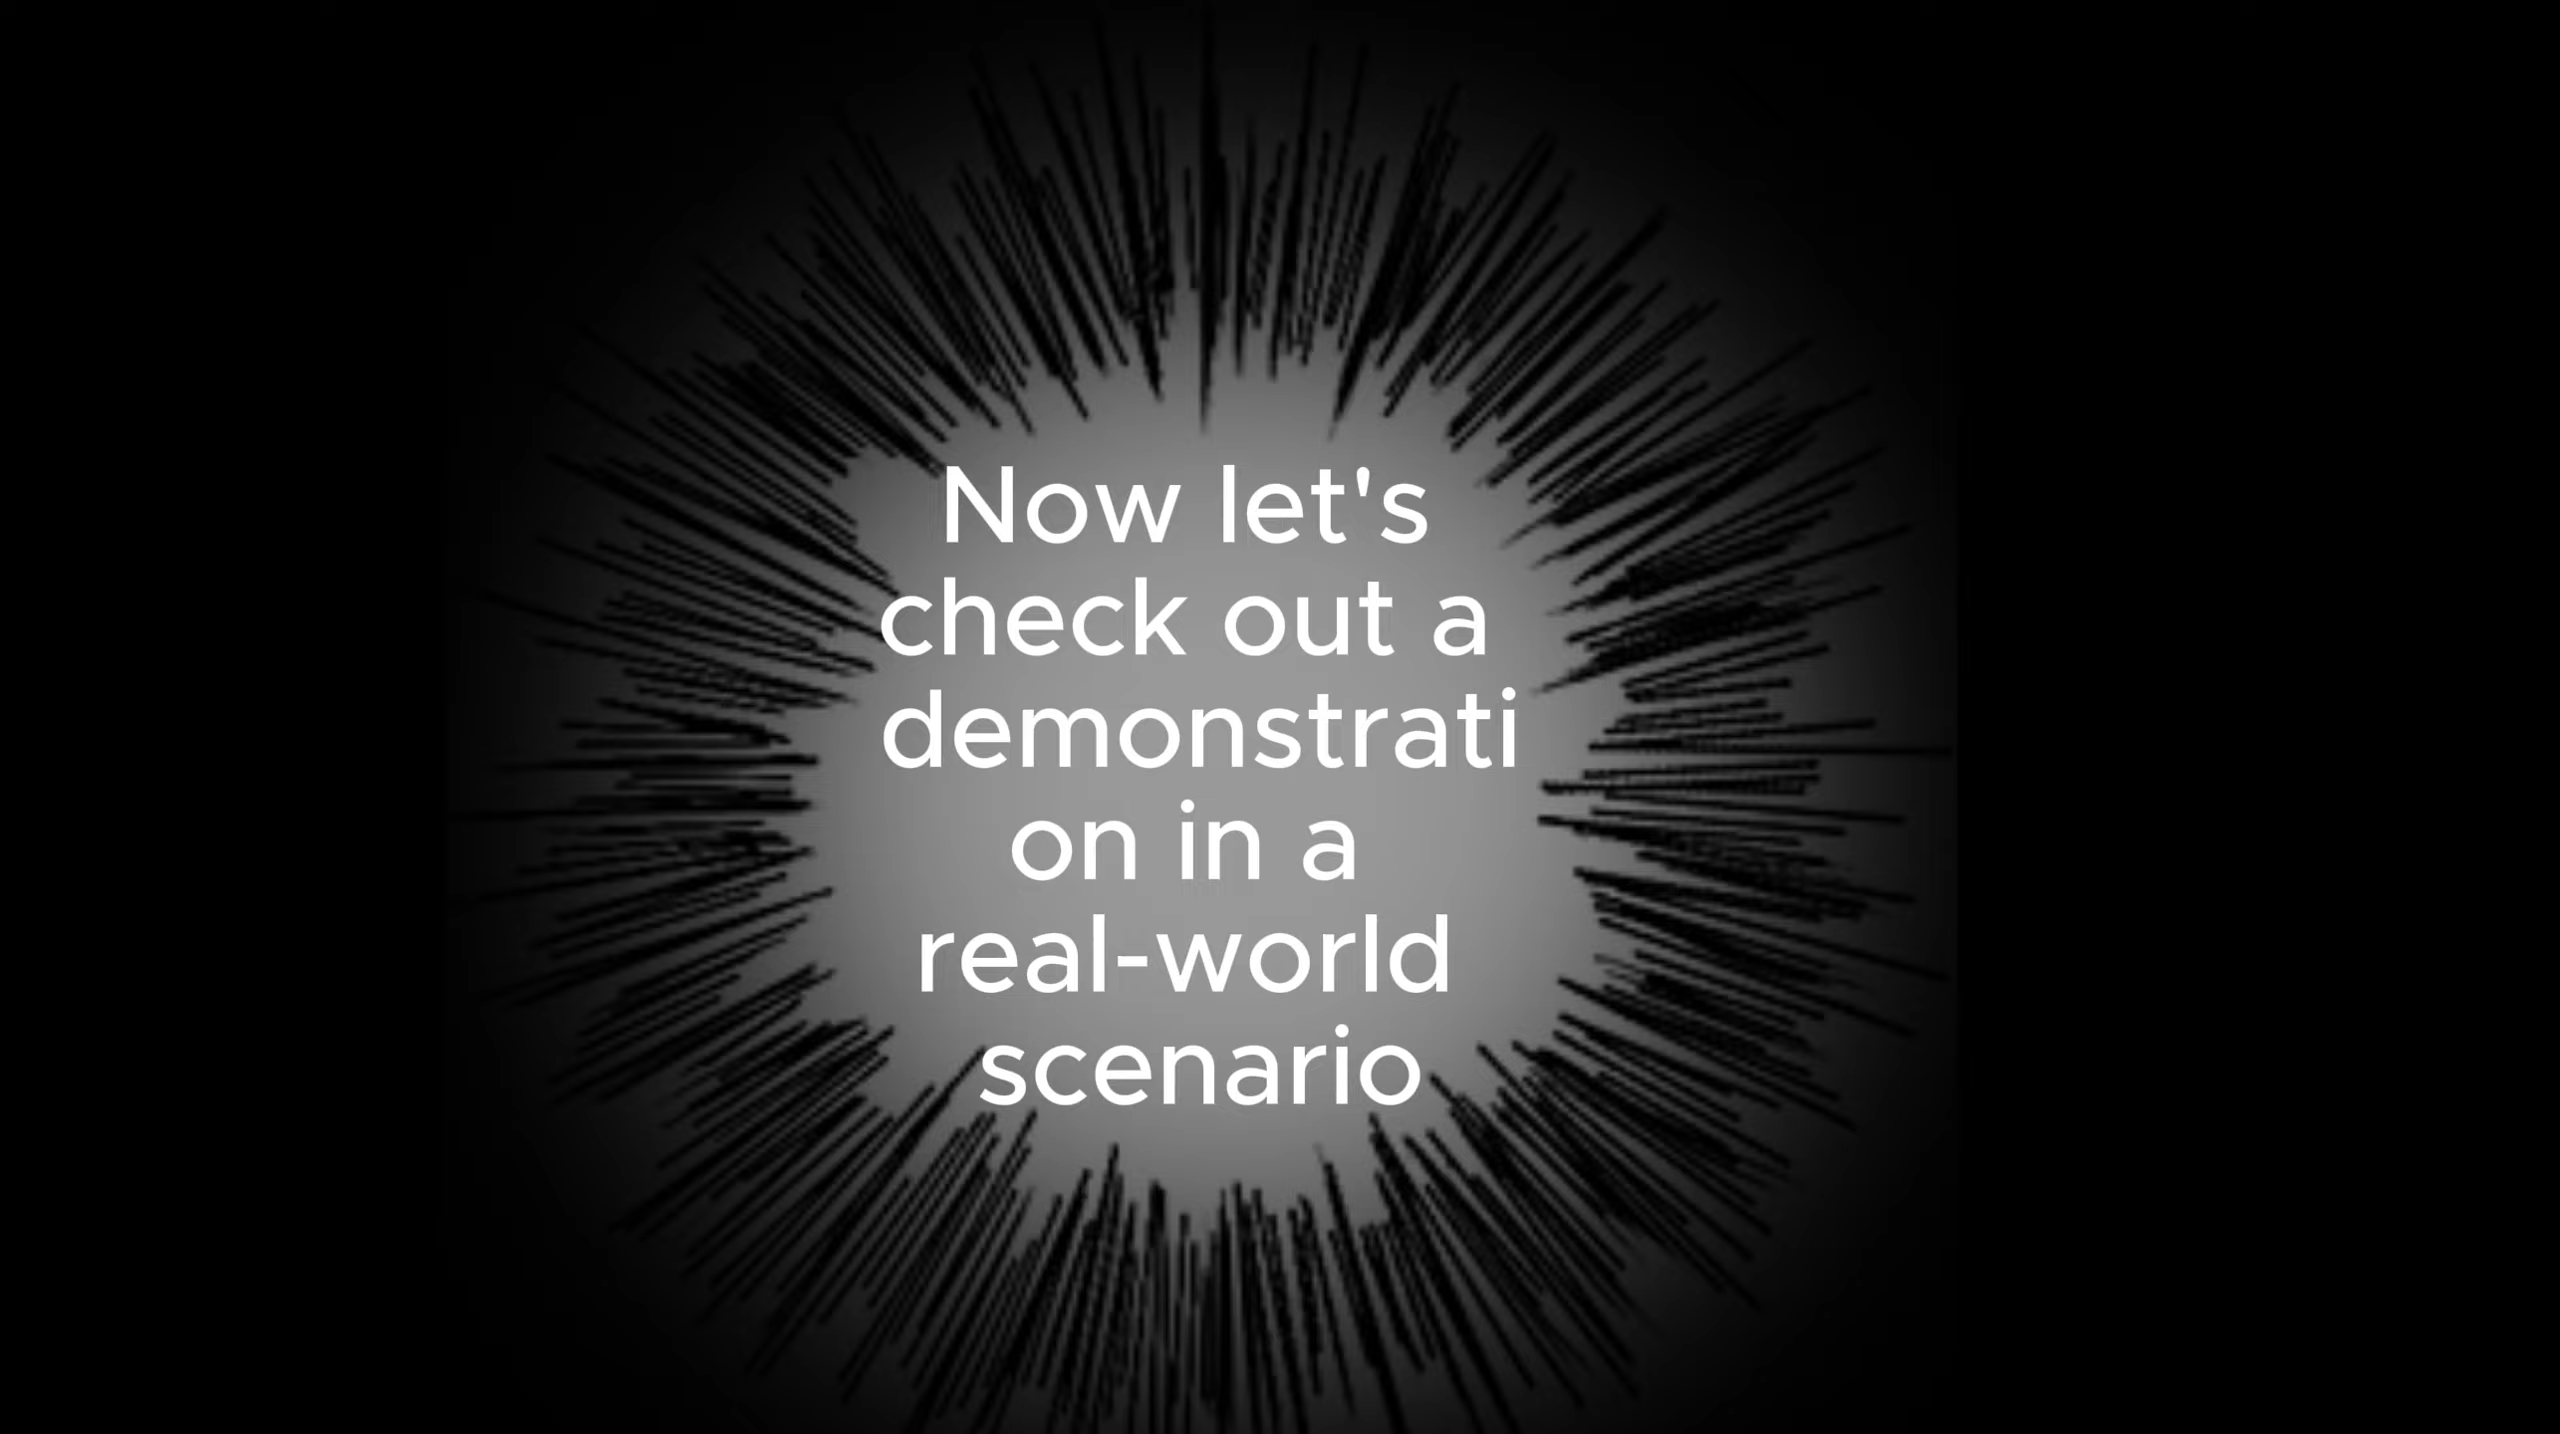 Now let's
check out a
demonstrati
on in a
real-world
scenario